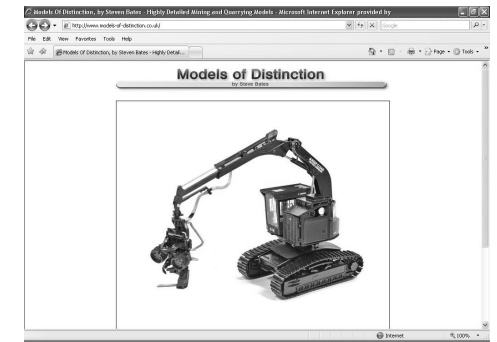 Models Of Distinction, by Steven Bates - Highly Detailed Mining and Quarrying Models - Microsoft Internet Explorer provided by
http://www.models-of-distinction.co.uk/
Google
File Edit View Favorites Tools Help
Models Of Distinction, by Steven Bates - Highly Detail...
Page Tools
Models of Distinction
by Steve Bates
Internet
100%